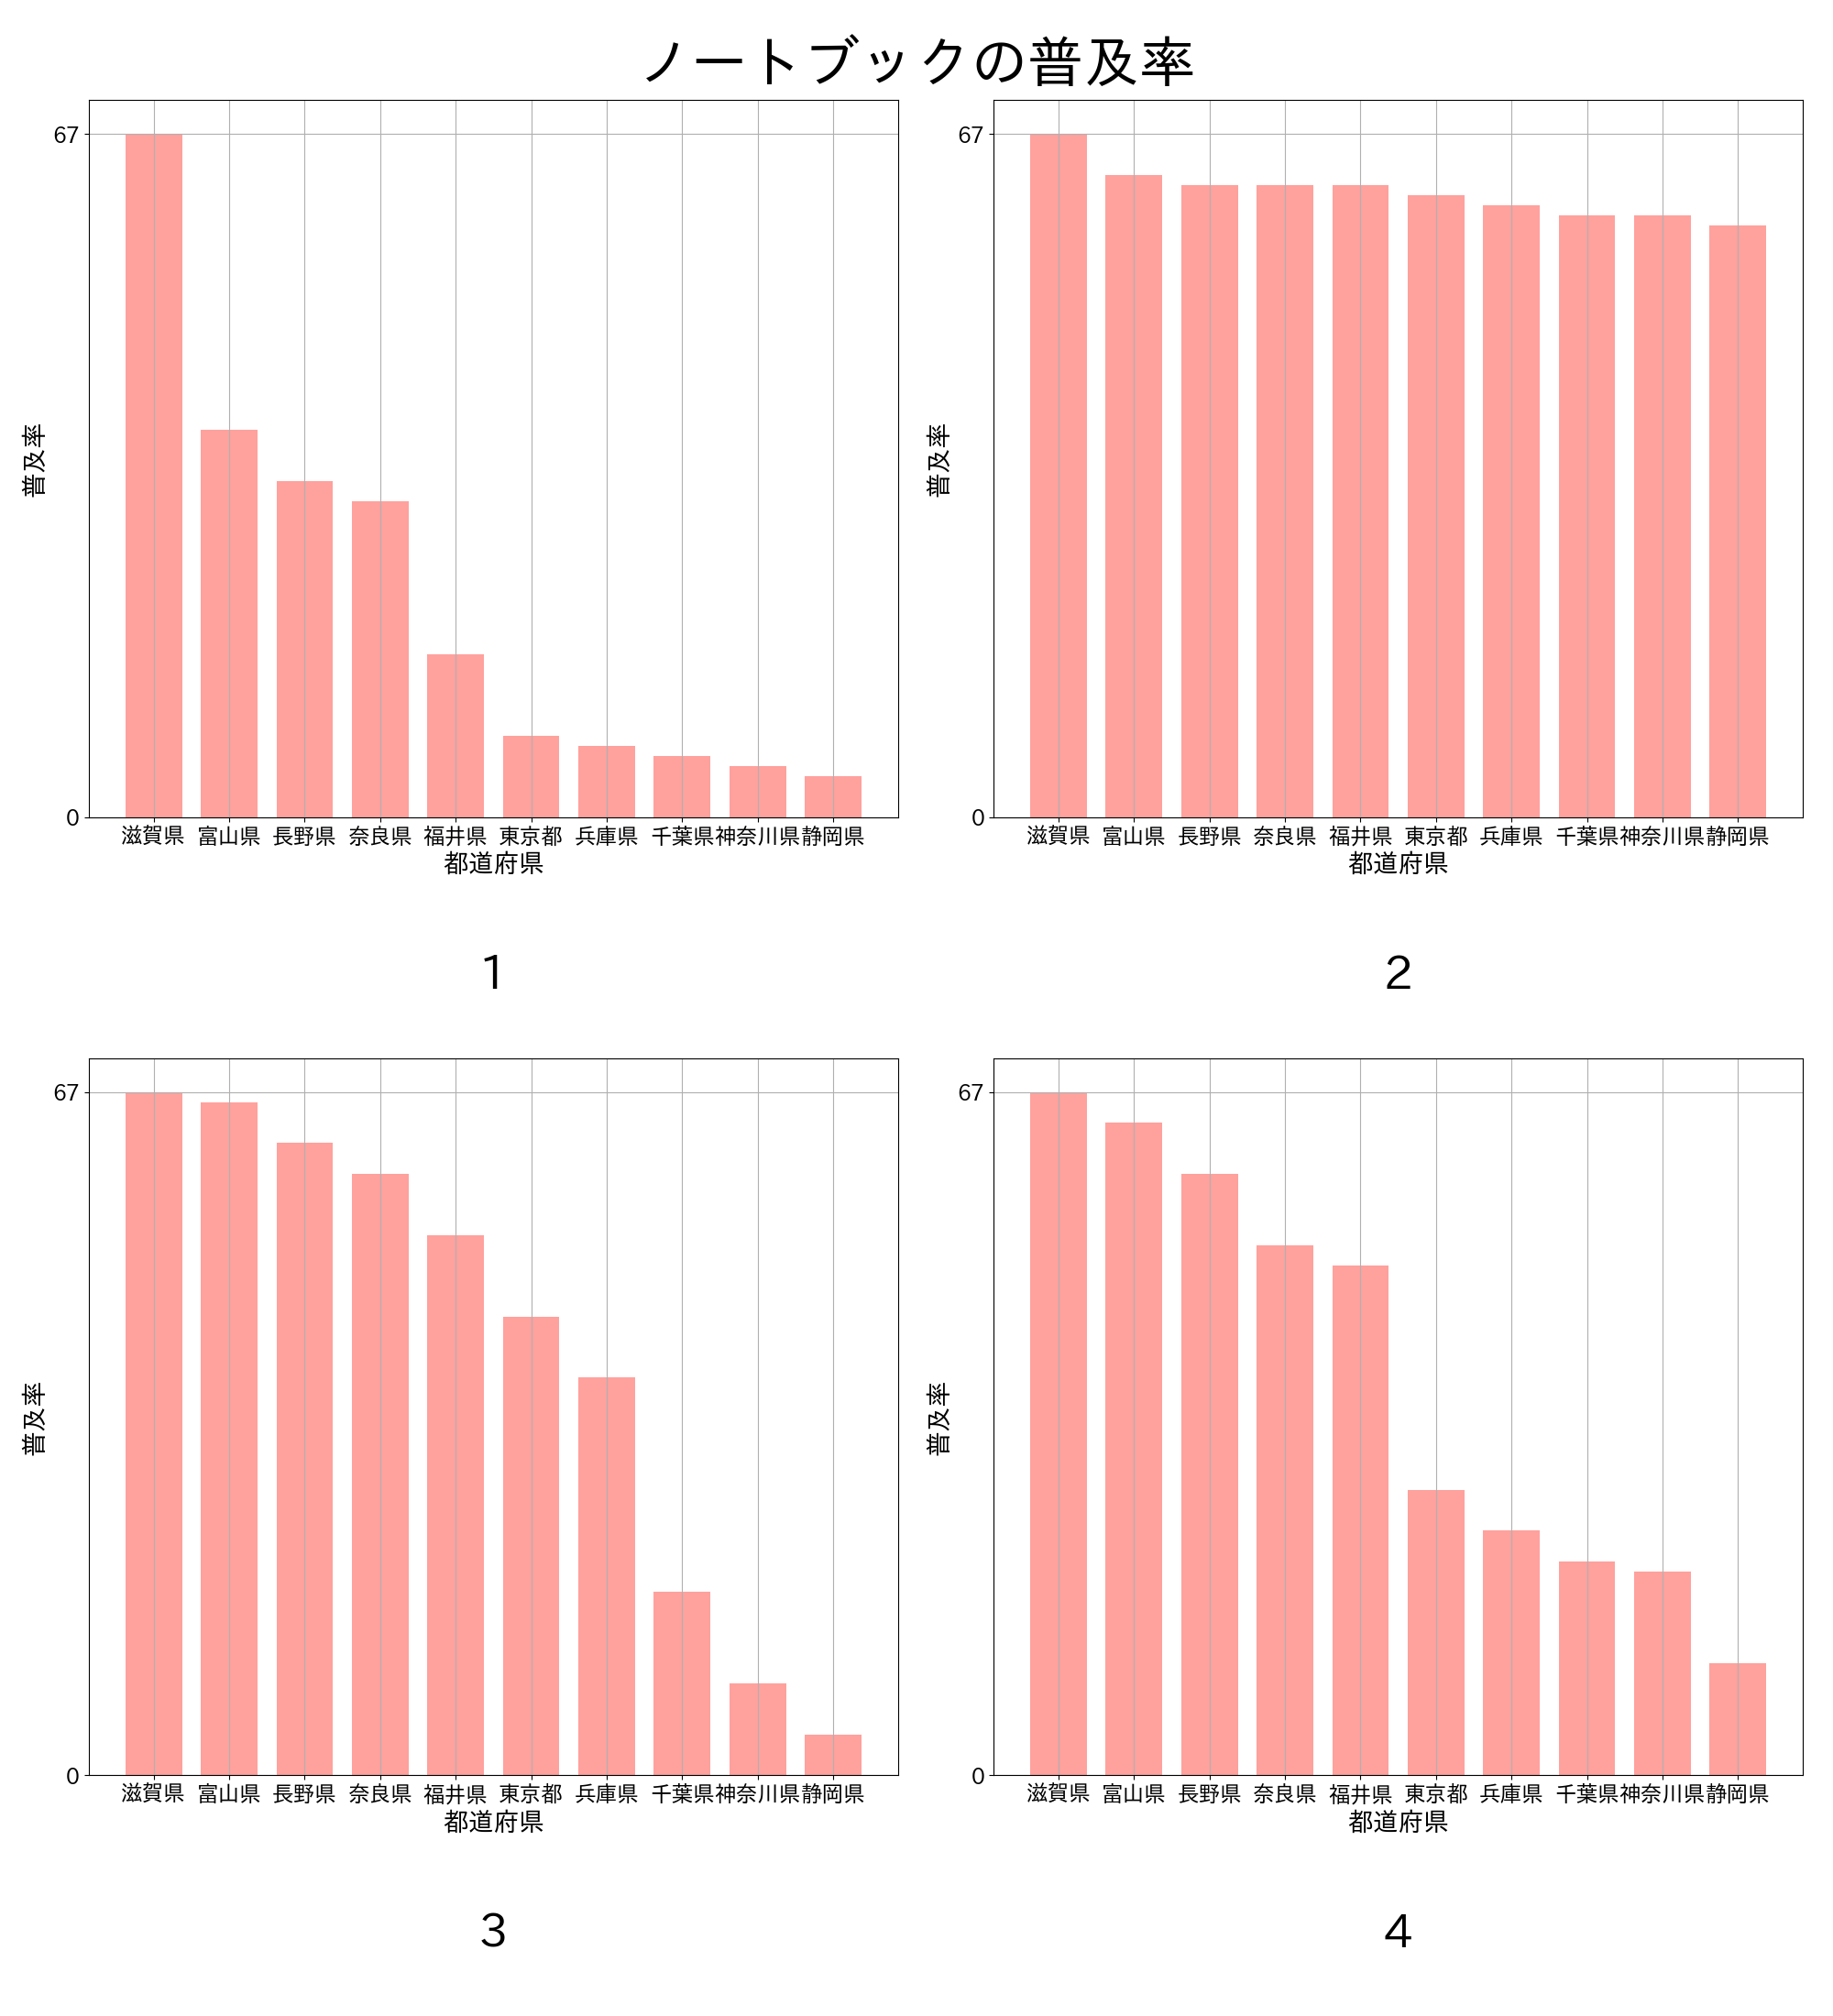 ノートブックの普及率
67
0
普及率
滋賀県 富山県 長野県 奈良県 福井県 東京都 兵庫県 千葉県 神奈川県 静岡県
都道府県
1
67
0
普及率
滋賀県 富山県 長野県 奈良県 福井県 東京都 兵庫県 千葉県 神奈川県 静岡県
都道府県
2
67
0
普及率
滋賀県 富山県 長野県 奈良県 福井県 東京都 兵庫県 千葉県 神奈川県 静岡県
都道府県
3
67
0
普及率
滋賀県 富山県 長野県 奈良県 福井県 東京都 兵庫県 千葉県 神奈川県 静岡県
都道府県
4